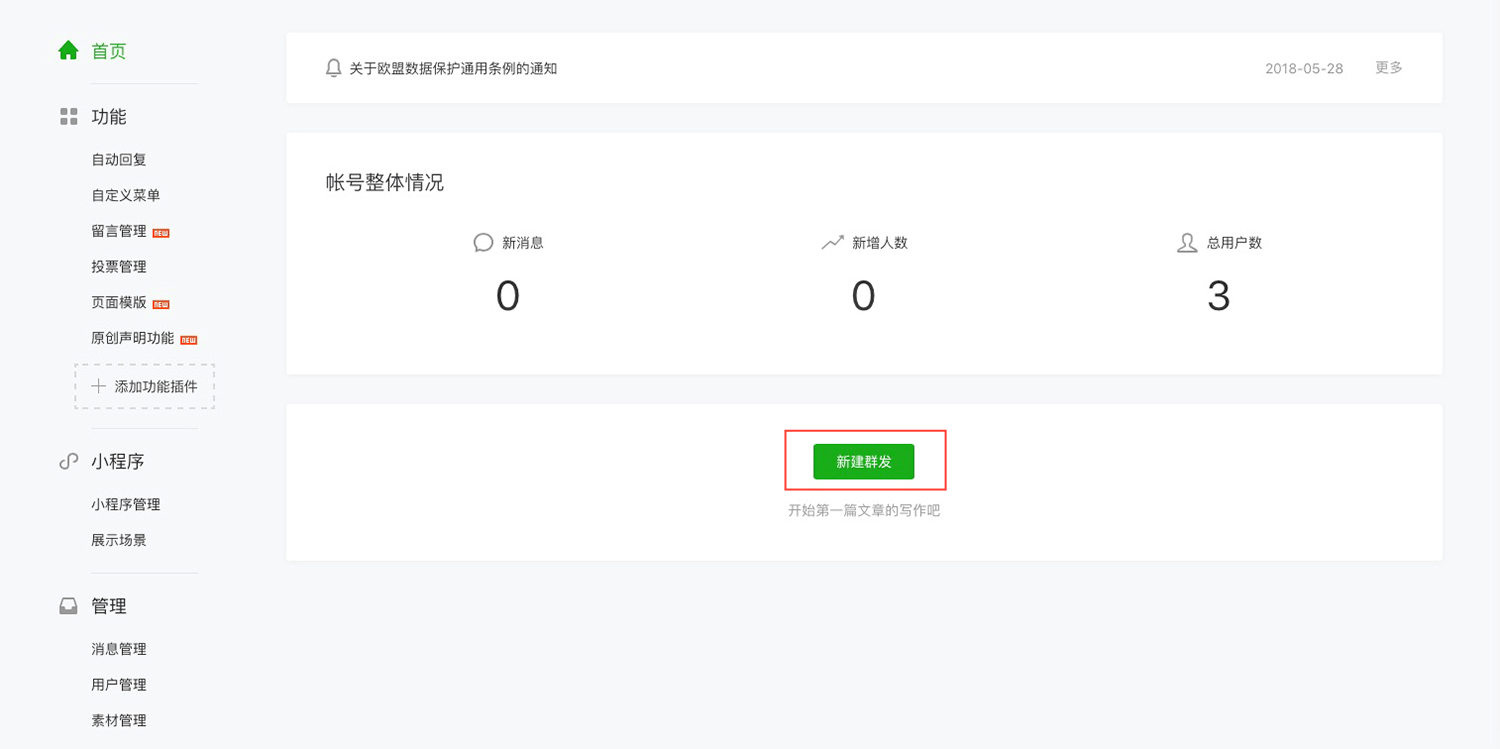 首页
功能
自动回复
自定义菜单
留言管理 NEW
投票管理
页面模版 NEW
原创声明功能 NEW
添加功能插件
小程序
小程序管理
展示场景
管理
消息管理
用户管理
素材管理
关于欧盟数据保护通用条例的通知 2018-05-28 更多
帐号整体情况
新消息 新增人数 总用户数
0 0 3
新建群发
开始第一篇文章的写作吧